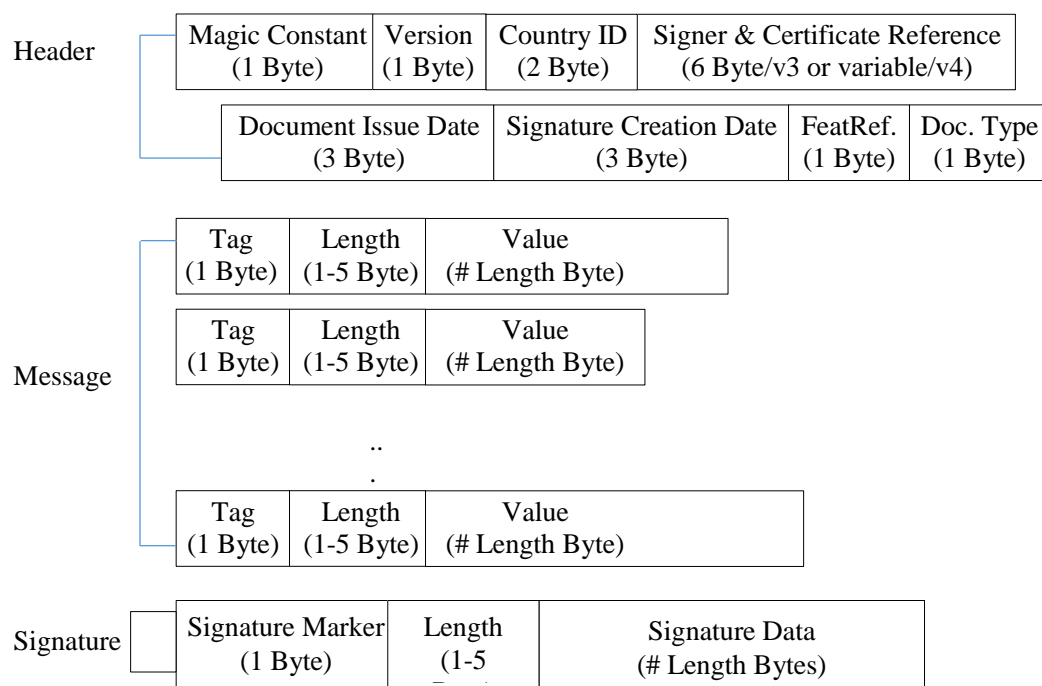 Header
Magic Constant Version Country ID Signer & Certificate Reference
(1 Byte) (1 Byte) (2 Byte) (6 Byte/v3 or variable/v4)
Document Issue Date Signature Creation Date FeatRef. Doc. Type
(3 Byte) (3 Byte) (1 Byte) (1 Byte)
Tag Length Value
(1 Byte) (1-5 Byte) (# Length Byte)
Tag Length Value
(1 Byte) (1-5 Byte) (# Length Byte)
Message
..
.
Tag Length Value
(1 Byte) (1-5 Byte) (# Length Byte)
Signature
Signature Marker Length Signature Data
(1 Byte) (1-5 (# Length Bytes)